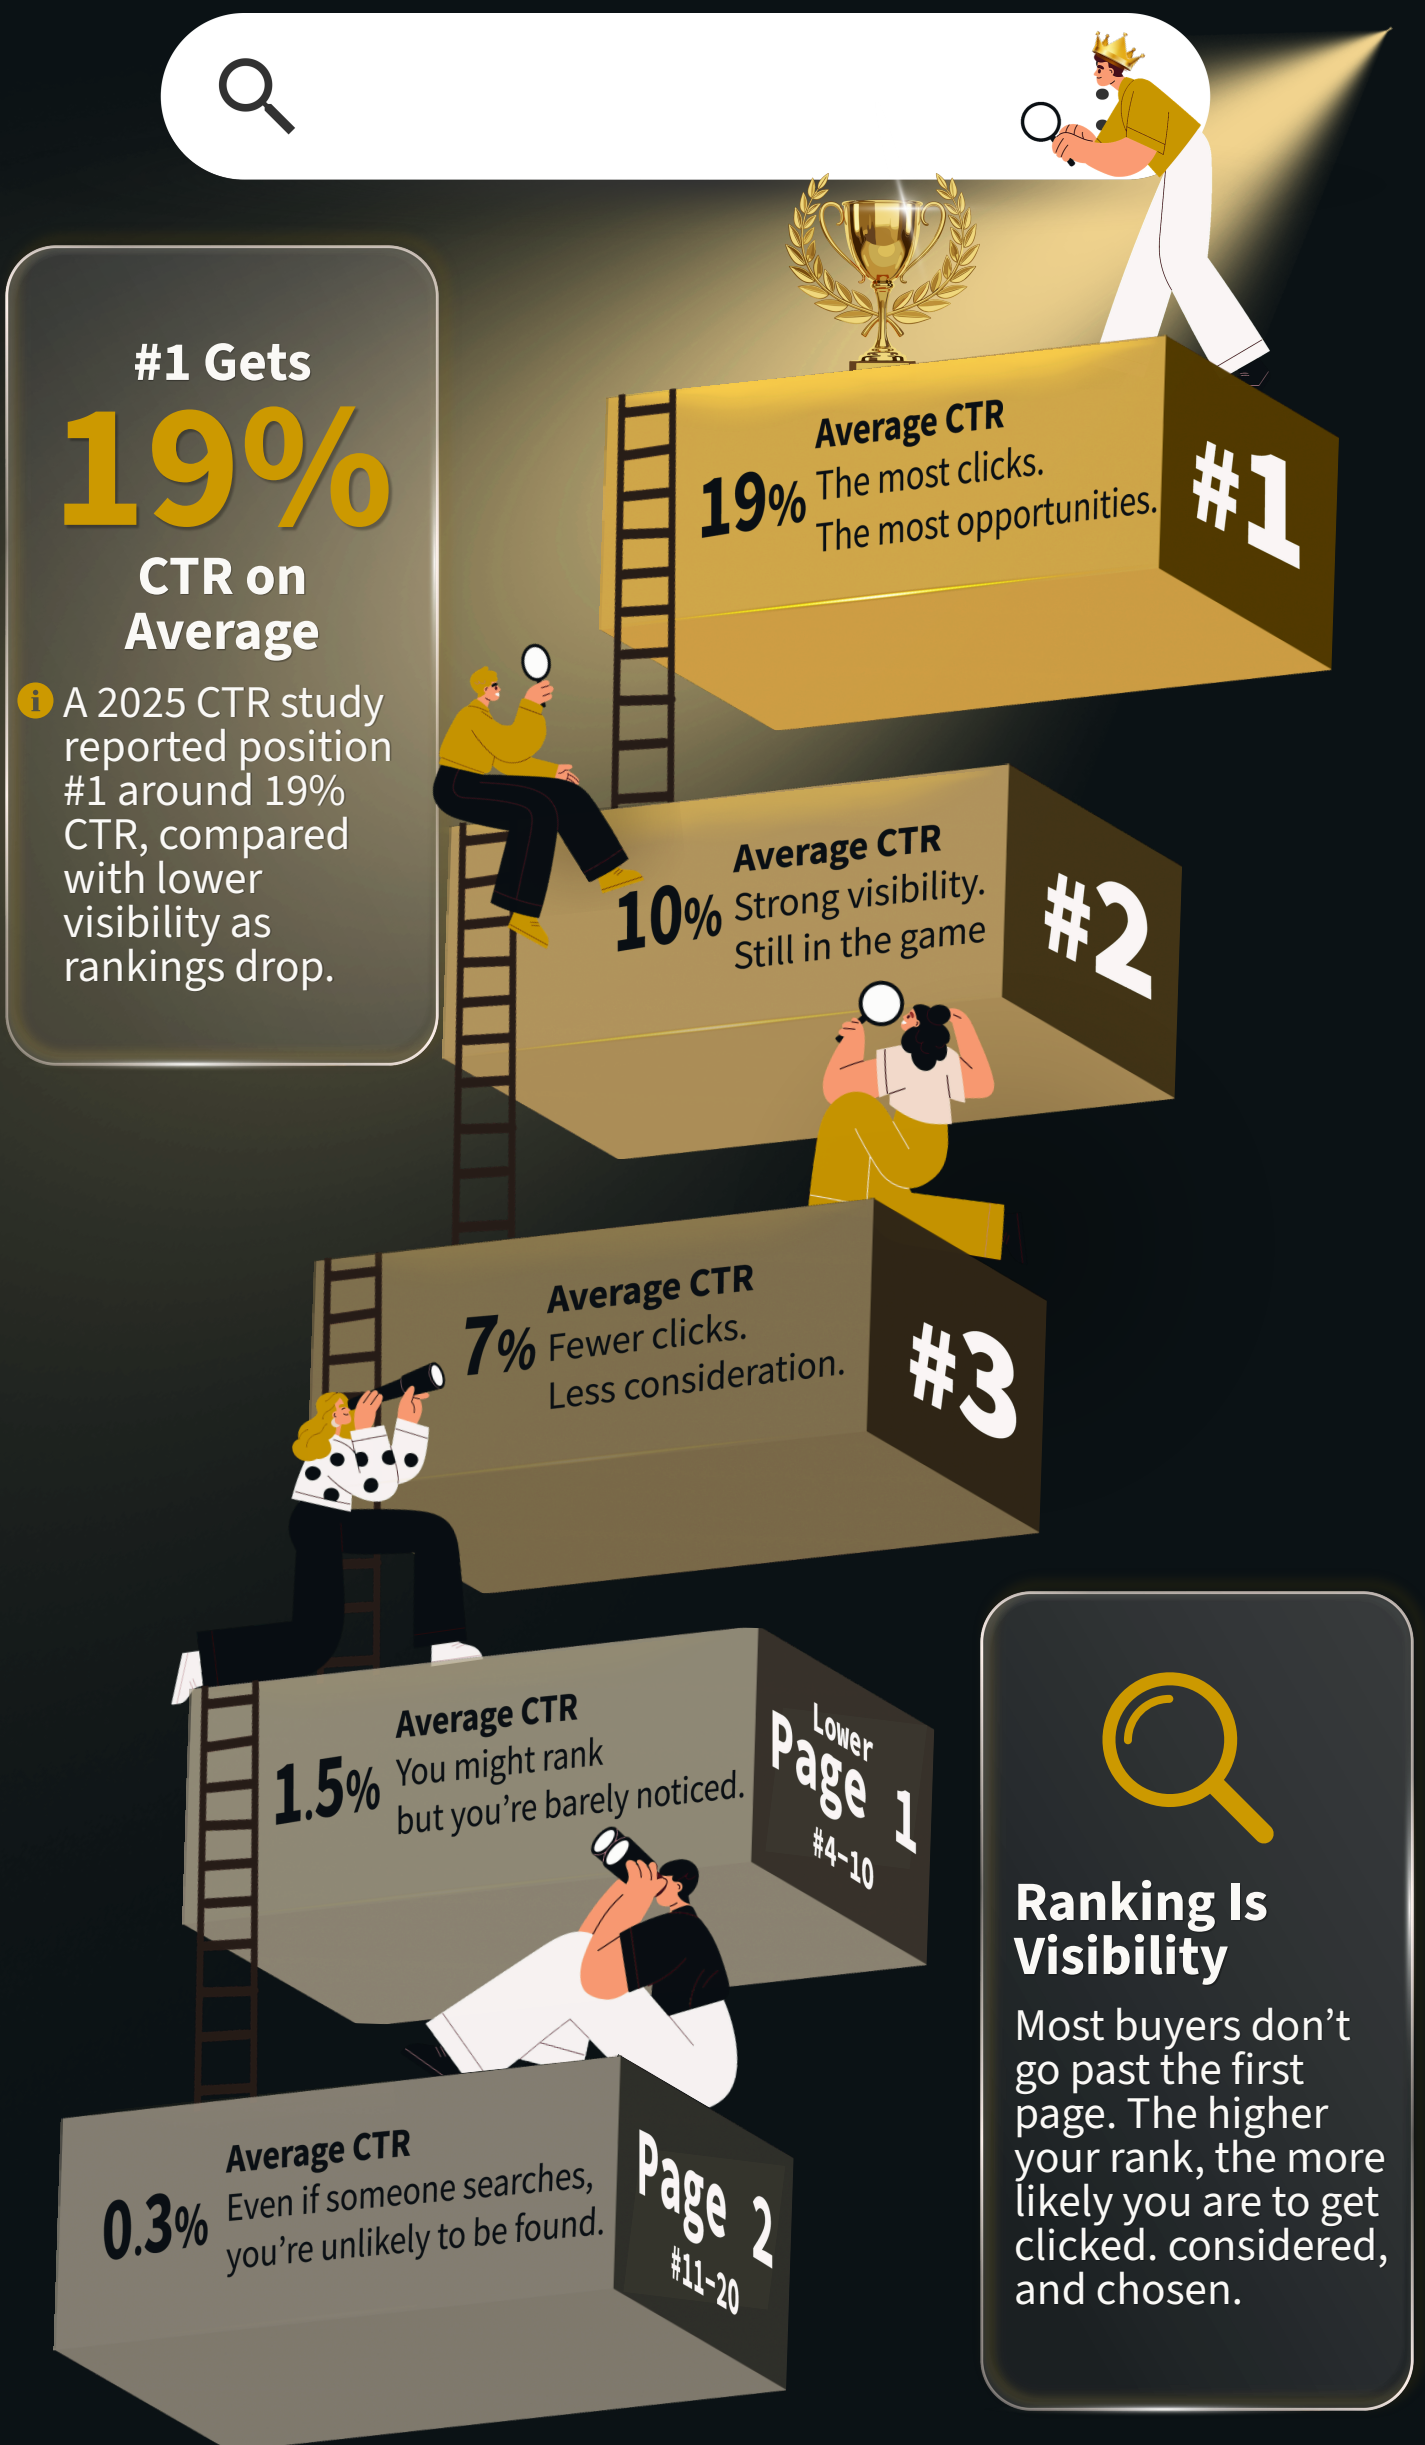 #1 Gets
19%
CTR on
Average
A 2025 CTR study
reported position
#1 around 19%
CTR, compared
with lower
visibility as
rankings drop.
Average CTR
19% The most clicks.
The most opportunities.
#1
Average CTR
10% Strong visibility.
Still in the game
#2
Average CTR
7% Fewer clicks.
Less consideration.
#3
Average CTR
1.5% You might rank
but you're barely noticed.
Lower
Page 1
#4-10
Average CTR
0.3% Even if someone searches,
you're unlikely to be found.
Page 2
#11-20
Ranking Is
Visibility
Most buyers don't
go past the first
page. The higher
your rank, the more
likely you are to get
clicked. considered,
and chosen.